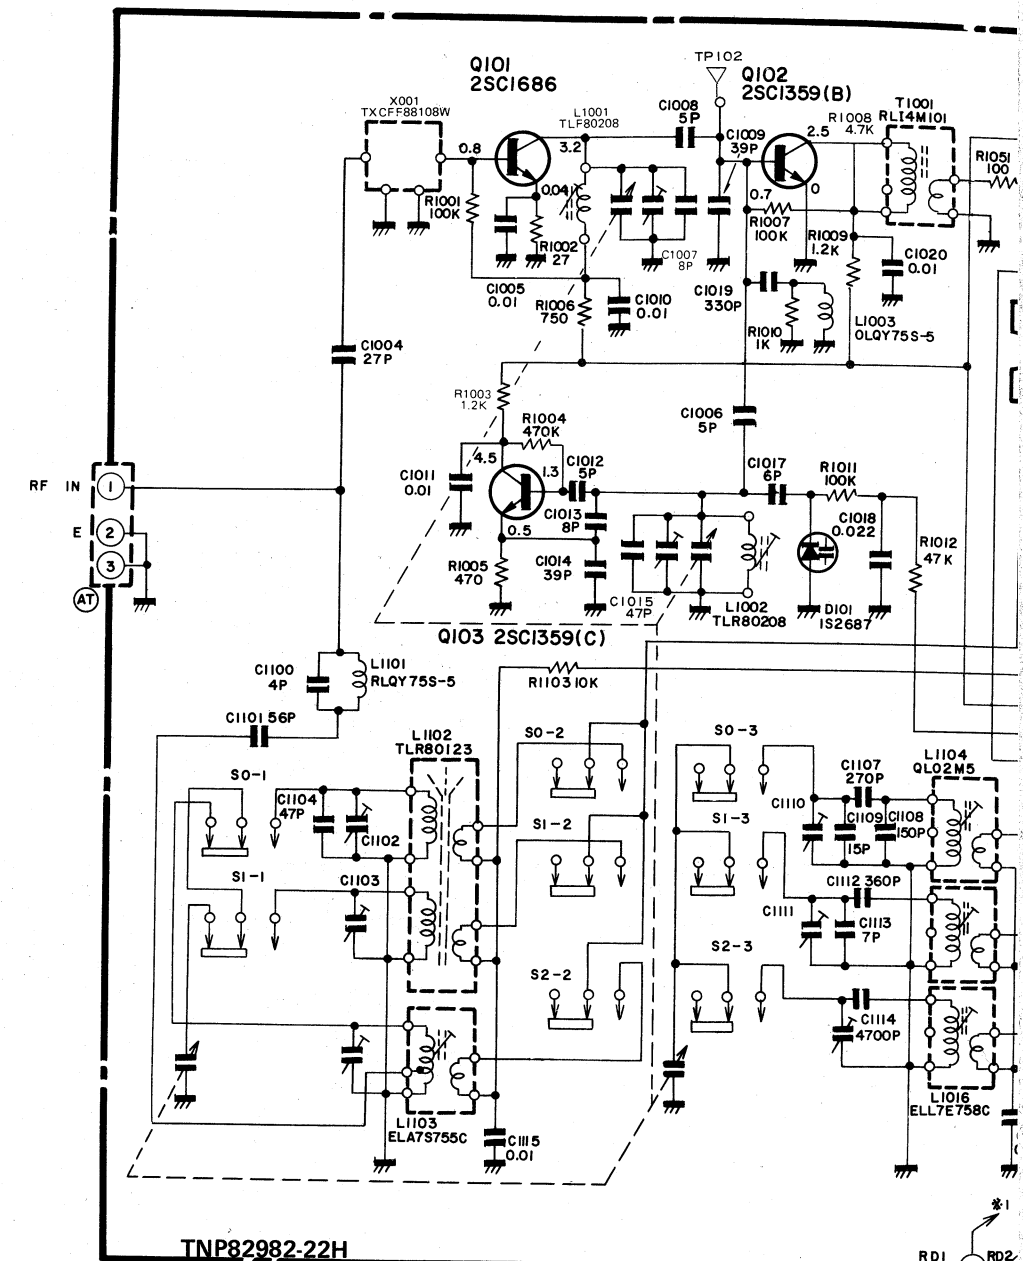 TP102
Q101
2SC1686
Q102
2SC1359(B)
X001
TXCFF88108W
L1001
TLF80208
C1008
5P
C1009
39P
2.5
R1008
4.7K
T1001
RLI4M101
R1051
100
0.8
3.2
0.04
0.7
0
R1001
100K
R1002
27
C1007
8P
R1007
100K
R1009
1.2K
C1020
0.01
C1005
0.01
R1006
750
C1010
0.01
C1019
330P
R1010
1K
L1003
OLQY75S-5
C1004
27P
R1003
1.2K
R1004
470K
C1006
5P
4.5
1.3
C1012
5P
C1017
6P
R1011
100K
C1011
0.01
C1013
8P
C1018
0.022
RF IN
1
E
2
3
AT
0.5
R1005
470
C1014
39P
C1015
47P
L1002
TLR80208
D101
1S2687
R1012
47K
Q103 2SC1359(C)
C1100
4P
L1101
RLQY75S-5
R1103 10K
C1101 56P
L1102
TLR80123
S0-2
S0-3
L1104
QL02M5
S0-1
C1104
47P
C1102
S1-2
C1107
270P
C1110
S1-3
C1109
15P
C1108
150P
S1-1
C1103
C1112 360P
C1111
C1113
7P
S2-2
S2-3
C1114
4700P
L1103
ELA7S755C
C1115
0.01
L1016
ELL7E758C
※1
TNP82982-22H
RD1
RD2